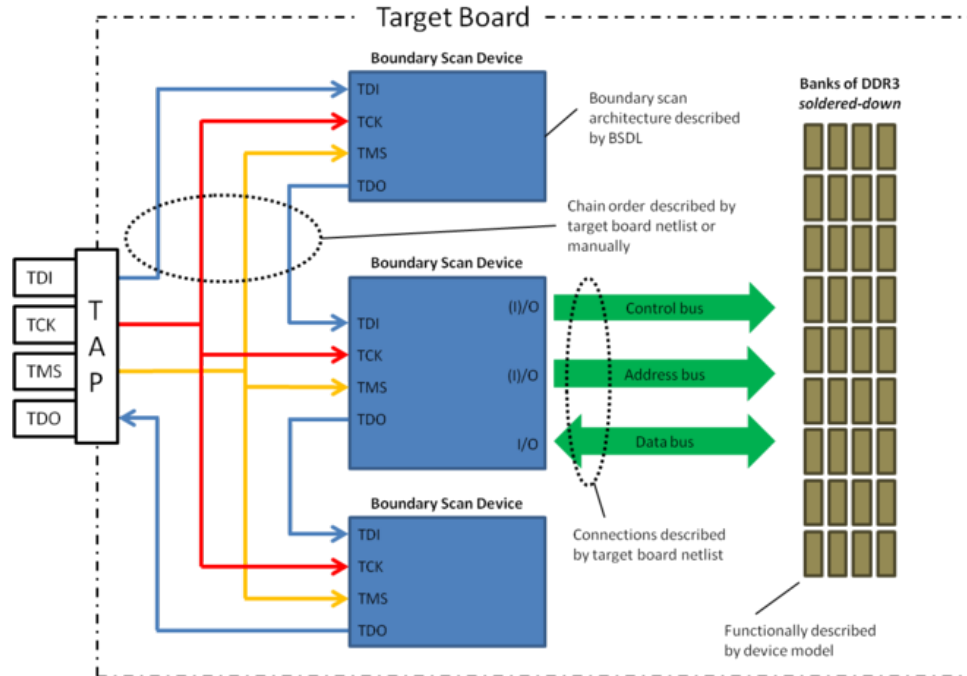 Target Board
Boundary Scan Device
TDI
TCK
TMS
TDO
Boundary scan
architecture described
by BSDL
Banks of DDR3
soldered-down
Chain order described by
target board netlist or
manually
TDI
TCK
TMS
TDO
T
A
P
Boundary Scan Device
TDI
TCK
TMS
TDO
(I)/O
(I)/O
I/O
Control bus
Address bus
Data bus
Connections described
by target board netlist
Boundary Scan Device
TDI
TCK
TMS
TDO
Functionally described
by device model